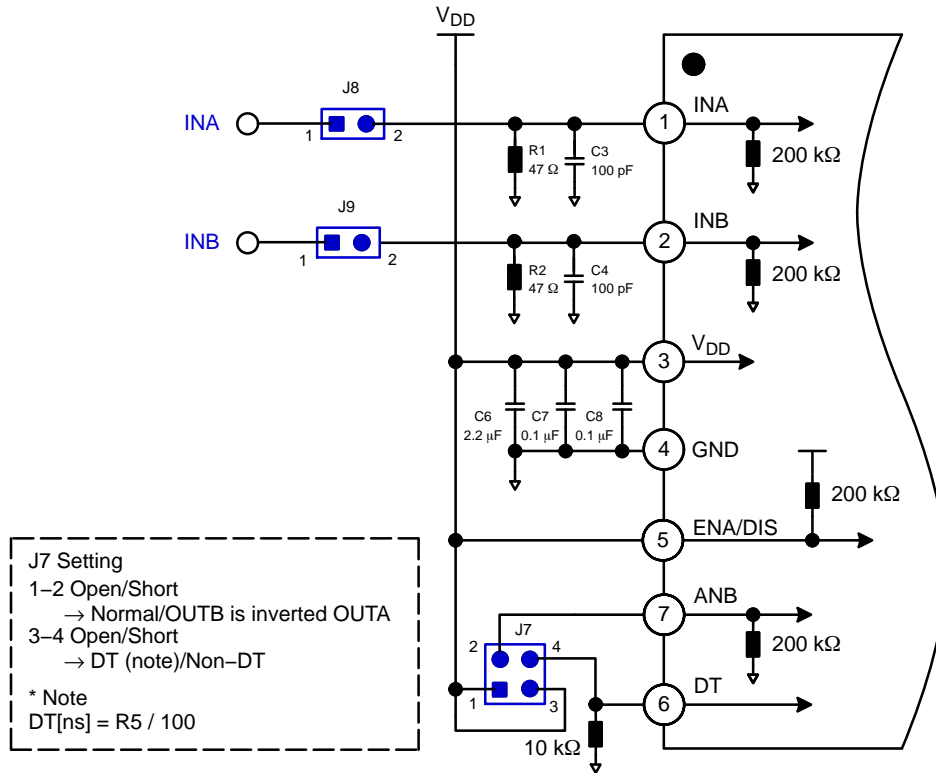 V_DD
J8
INA
1
2
R1
47 Ω
C3
100 pF
1
INA
200 kΩ
J9
INB
1
2
R2
47 Ω
C4
100 pF
2
INB
200 kΩ
3
V_DD
C6
2.2 μF
C7
0.1 μF
C8
0.1 μF
4
GND
200 kΩ
5
ENA/DIS
J7 Setting
1–2 Open/Short
→ Normal/OUTB is inverted OUTA
3–4 Open/Short
→ DT (note)/Non–DT
* Note
DT[ns] = R5 / 100
7
ANB
200 kΩ
J7
2
4
1
3
6
DT
10 kΩ